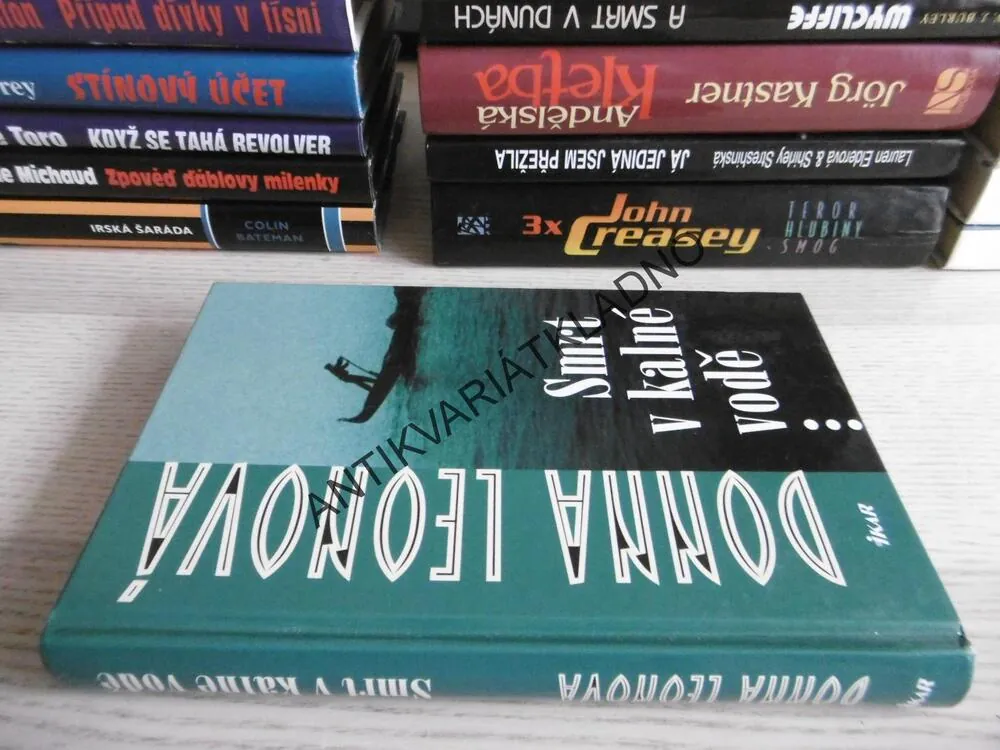 Případ dívky v tísni
STÍNOVÝ ÚČET
Toro KDYŽ SE TAHÁ REVOLVER
Michaud Zpověď ďáblovy milenky
IRSKÁ ŠARÁDA COLIN BATEMAN
J. BURLEY WYCLIFFE A SMRT V DUNÁCH
Jörg Kastner Andělská Kletba
Lauren Elderová & Shirley Streshinská JÁ JEDINÁ JSEM PŘEŽILA
3x John Creasey TEROR HLUBINY SMOG
Smrt
v kalné
vodě
DONNA LEONOVÁ
IKAR
DONNA LEONOVÁ Smrt v kalné vodě
IKAR
ANTIKVARIÁTKLADNO